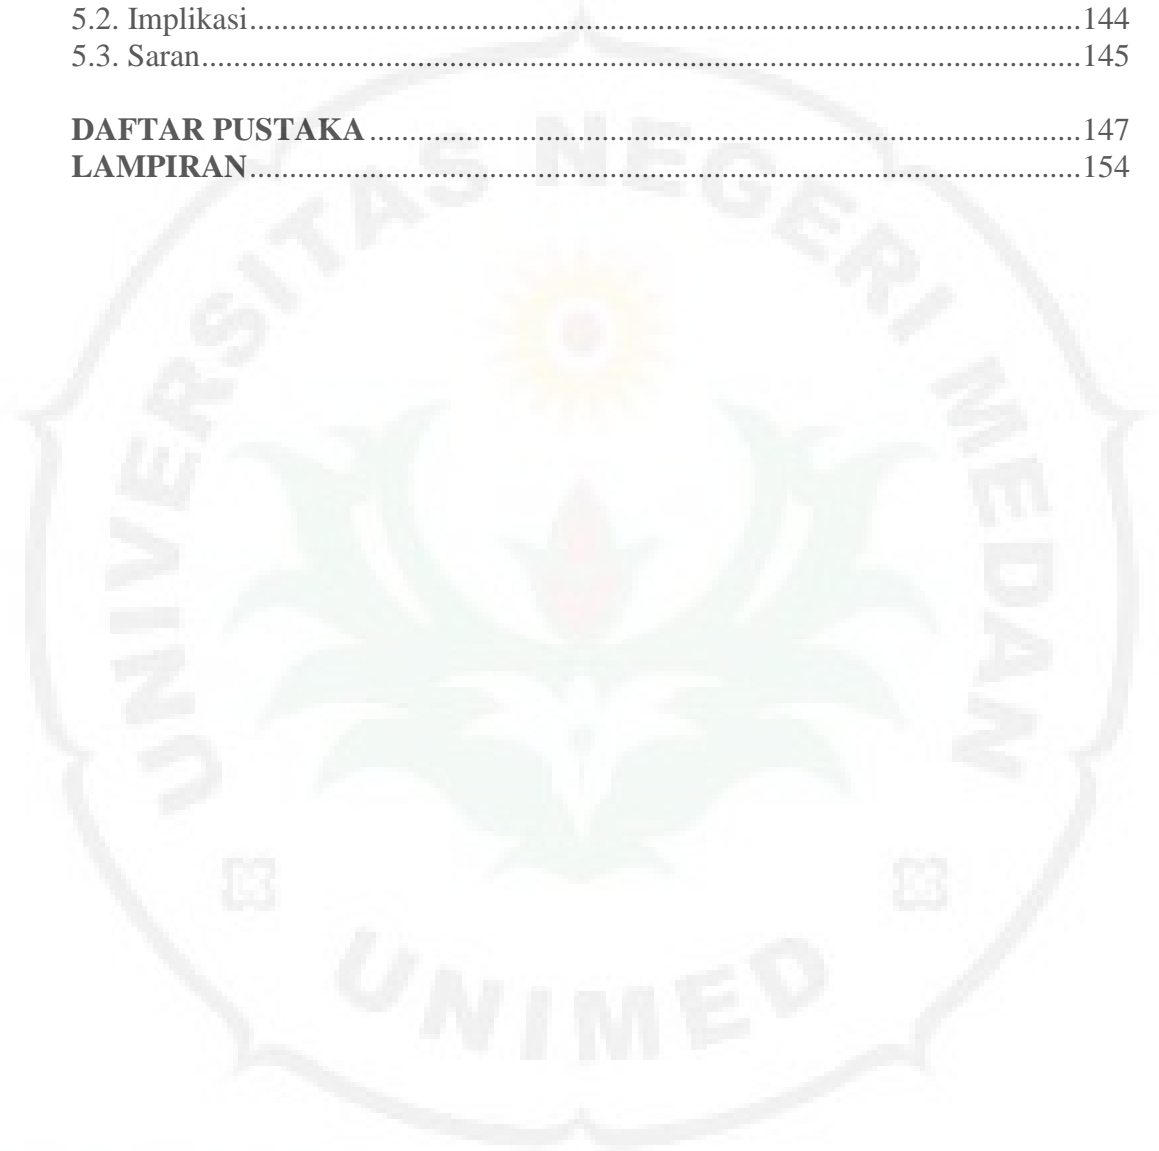 5.2. Implikasi.......................................................................................................144
5.3. Saran.............................................................................................................145
DAFTAR PUSTAKA.........................................................................................147
LAMPIRAN........................................................................................................154
UNIVERSITAS NEGERI MEDAN
UNIMED